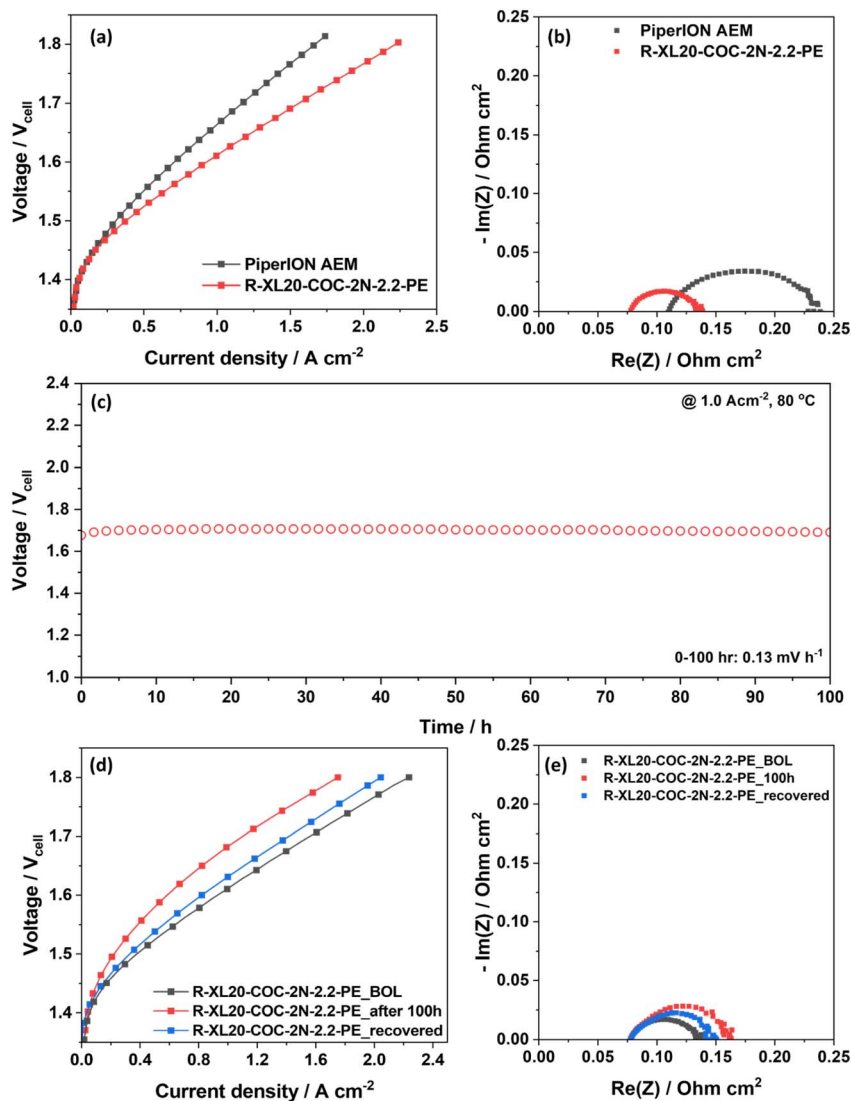 (a)
PiperION AEM
R-XL20-COC-2N-2.2-PE
Voltage / Vcell
1.8
1.7
1.6
1.5
1.4
0.0 0.5 1.0 1.5 2.0 2.5
Current density / A cm-2
(b)
PiperION AEM
R-XL20-COC-2N-2.2-PE
- Im(Z) / Ohm cm2
0.25
0.20
0.15
0.10
0.05
0.00
0.00 0.05 0.10 0.15 0.20 0.25
Re(Z) / Ohm cm2
(c)
@ 1.0 Acm-2, 80 oC
Voltage / Vcell
2.4
2.2
2.0
1.8
1.6
1.4
1.2
1.0
0-100 hr: 0.13 mV h-1
0 10 20 30 40 50 60 70 80 90 100
Time / h
(d)
Voltage / Vcell
1.8
1.7
1.6
1.5
1.4
R-XL20-COC-2N-2.2-PE_BOL
R-XL20-COC-2N-2.2-PE_after 100h
R-XL20-COC-2N-2.2-PE_recovered
0.0 0.4 0.8 1.2 1.6 2.0 2.4
Current density / A cm-2
(e)
R-XL20-COC-2N-2.2-PE_BOL
R-XL20-COC-2N-2.2-PE_100h
R-XL20-COC-2N-2.2-PE_recovered
- Im(Z) / Ohm cm2
0.25
0.20
0.15
0.10
0.05
0.00
0.00 0.05 0.10 0.15 0.20 0.25
Re(Z) / Ohm cm2